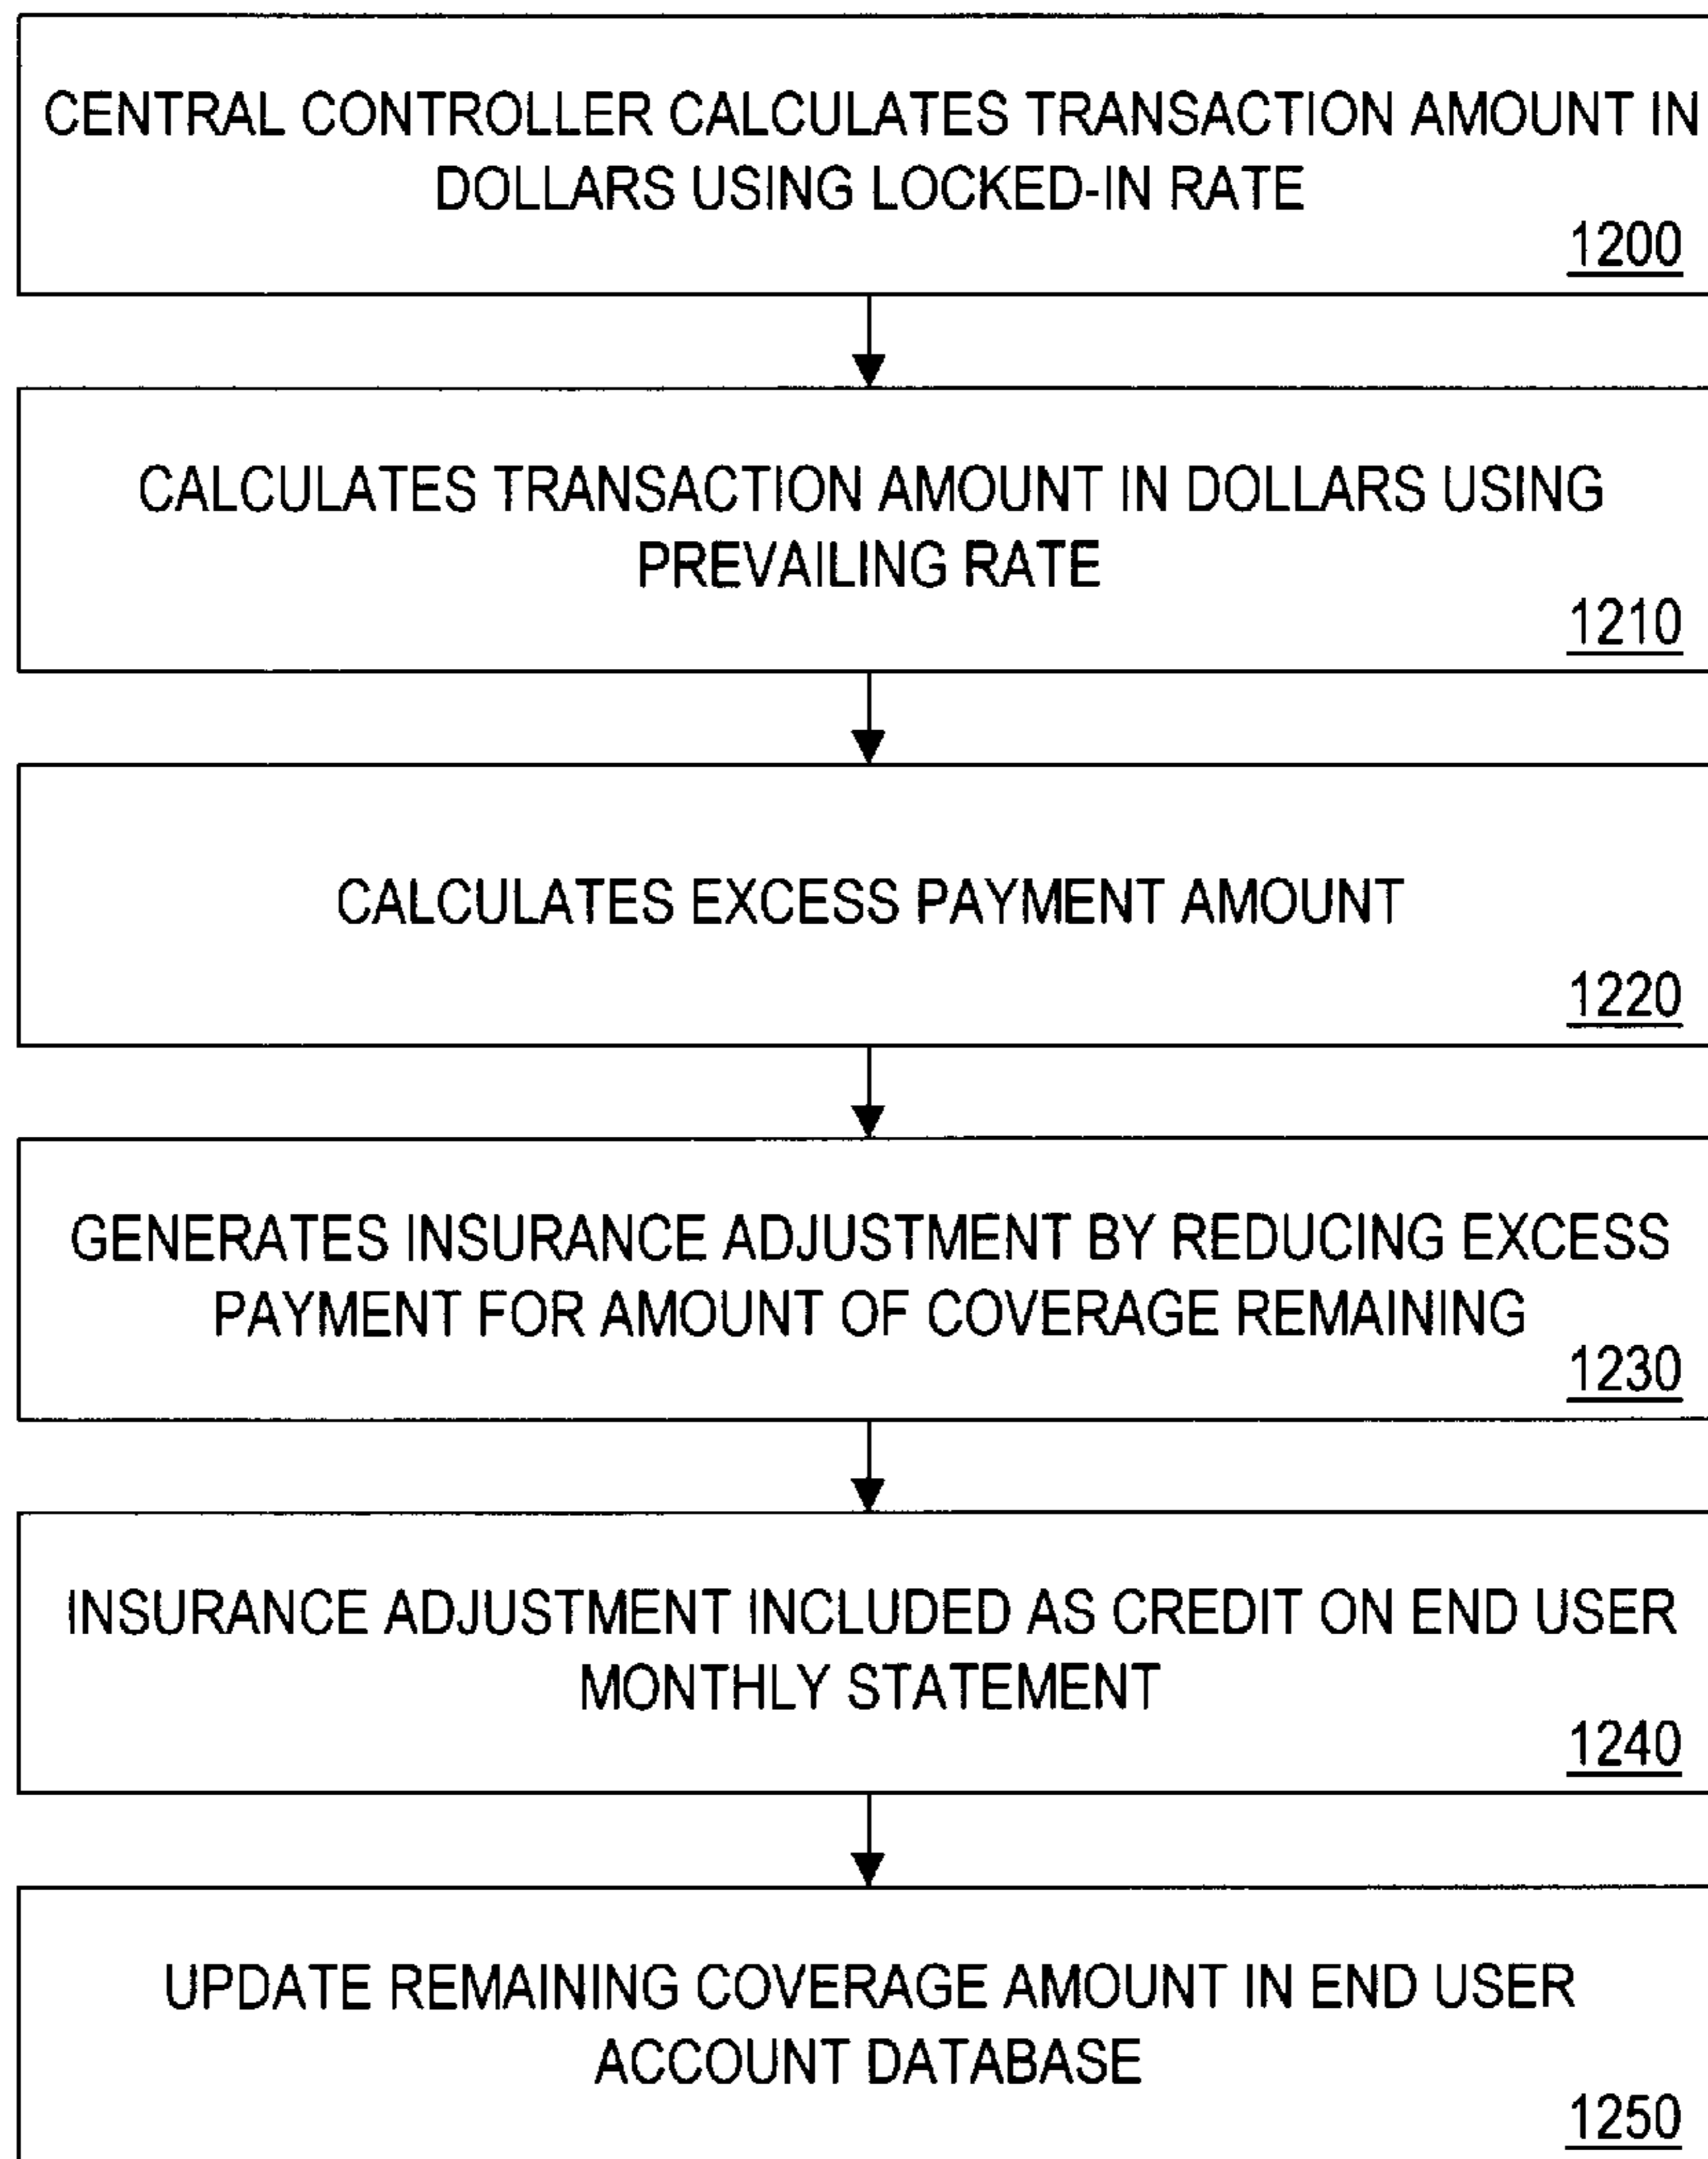 CENTRAL CONTROLLER CALCULATES TRANSACTION AMOUNT IN
DOLLARS USING LOCKED-IN RATE
1200
CALCULATES TRANSACTION AMOUNT IN DOLLARS USING
PREVAILING RATE
1210
CALCULATES EXCESS PAYMENT AMOUNT
1220
GENERATES INSURANCE ADJUSTMENT BY REDUCING EXCESS
PAYMENT FOR AMOUNT OF COVERAGE REMAINING
1230
INSURANCE ADJUSTMENT INCLUDED AS CREDIT ON END USER
MONTHLY STATEMENT
1240
UPDATE REMAINING COVERAGE AMOUNT IN END USER
ACCOUNT DATABASE
1250